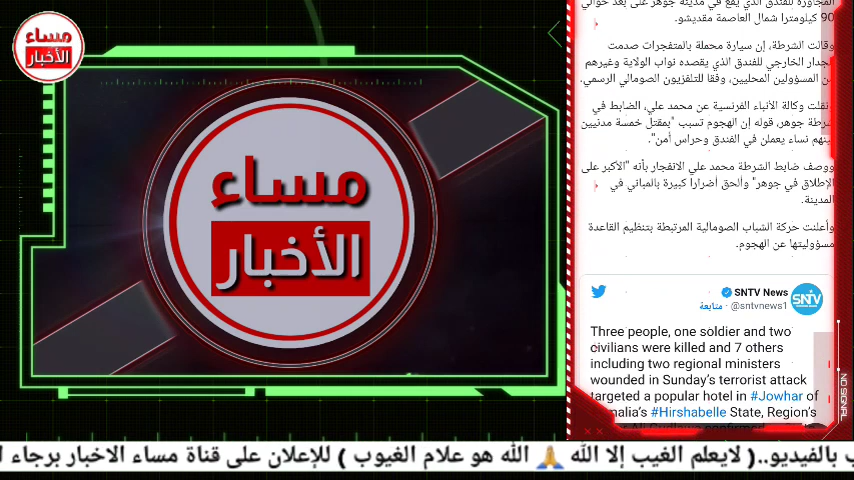 مساء
الأخبار
مساء
الأخبار
المجاورة للفندق الذي يقع في مدينة جوهر على بعد حوالي
90 كيلومترا شمال العاصمة مقديشو.
وقالت الشرطة، إن سيارة محملة بالمتفجرات صدمت
الجدار الخارجي للفندق الذي يقصده نواب الولاية وغيرهم
من المسؤولين المحليين، وفقا للتلفزيون الصومالي الرسمي.
ونقلت وكالة الأنباء الفرنسية عن محمد علي، الضابط في
شرطة جوهر، قوله إن الهجوم تسبب "بمقتل خمسة مدنيين
بينهم نساء يعملن في الفندق وحراس أمن".
ووصف ضابط الشرطة محمد علي الانفجار بأنه "الأكبر على
الإطلاق في جوهر" وألحق أضرارا كبيرة بالمباني في
المدينة.
وأعلنت حركة الشباب الصومالية المرتبطة بتنظيم القاعدة
مسؤوليتها عن الهجوم.
SNTV News
@sntvnews1 · متابعة
SNTV
Three people, one soldier and two
civilians were killed and 7 others
including two regional ministers
wounded in Sunday's terrorist attack
targeted a popular hotel in #Jowhar of
#Hirshabelle State, Region's
NO SIGNAL
بالفيديو..( لايعلم الغيب إلا الله 🙏 الله هو علام الغيوب ) للإعلان على قناة مساء الاخبار برجاء